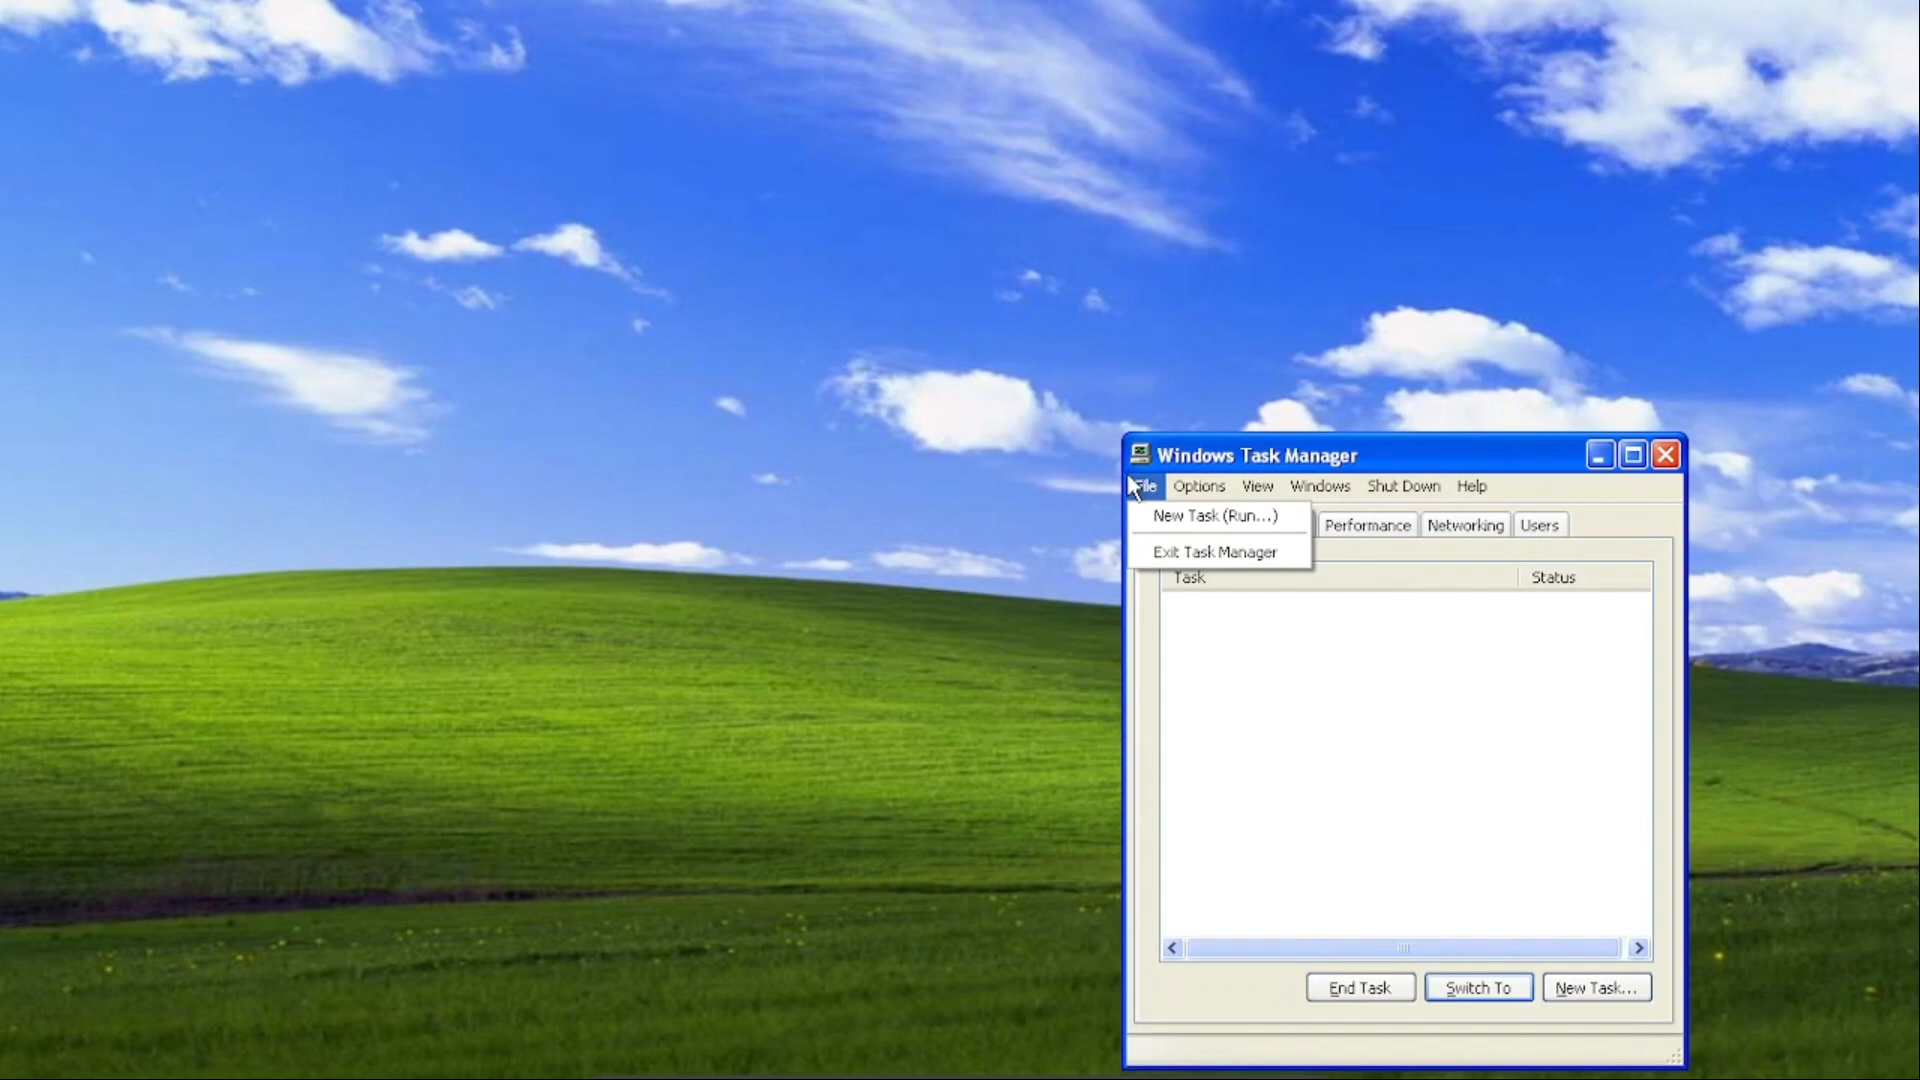 Windows Task Manager
File Options View Windows Shut Down Help
New Task (Run...)
Performance Networking Users
Exit Task Manager
Task Status
End Task Switch To New Task...